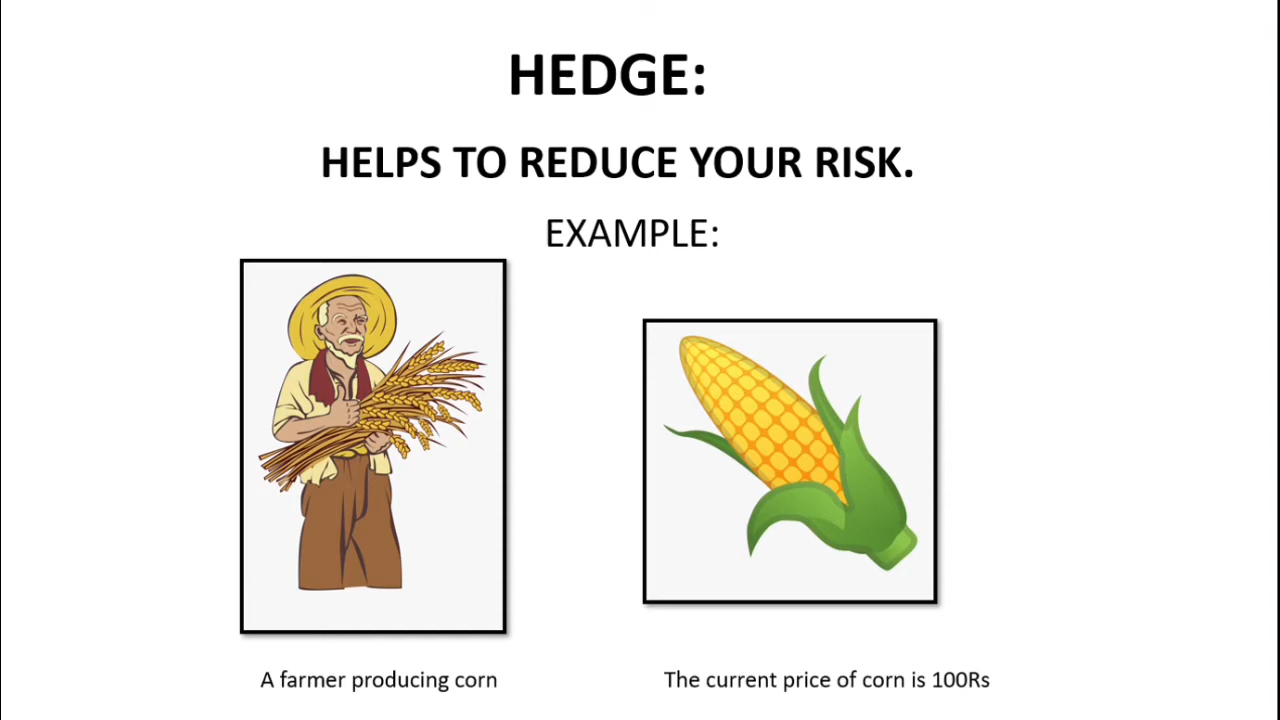 HEDGE:
HELPS TO REDUCE YOUR RISK.
EXAMPLE:
A farmer producing corn
The current price of corn is 100Rs